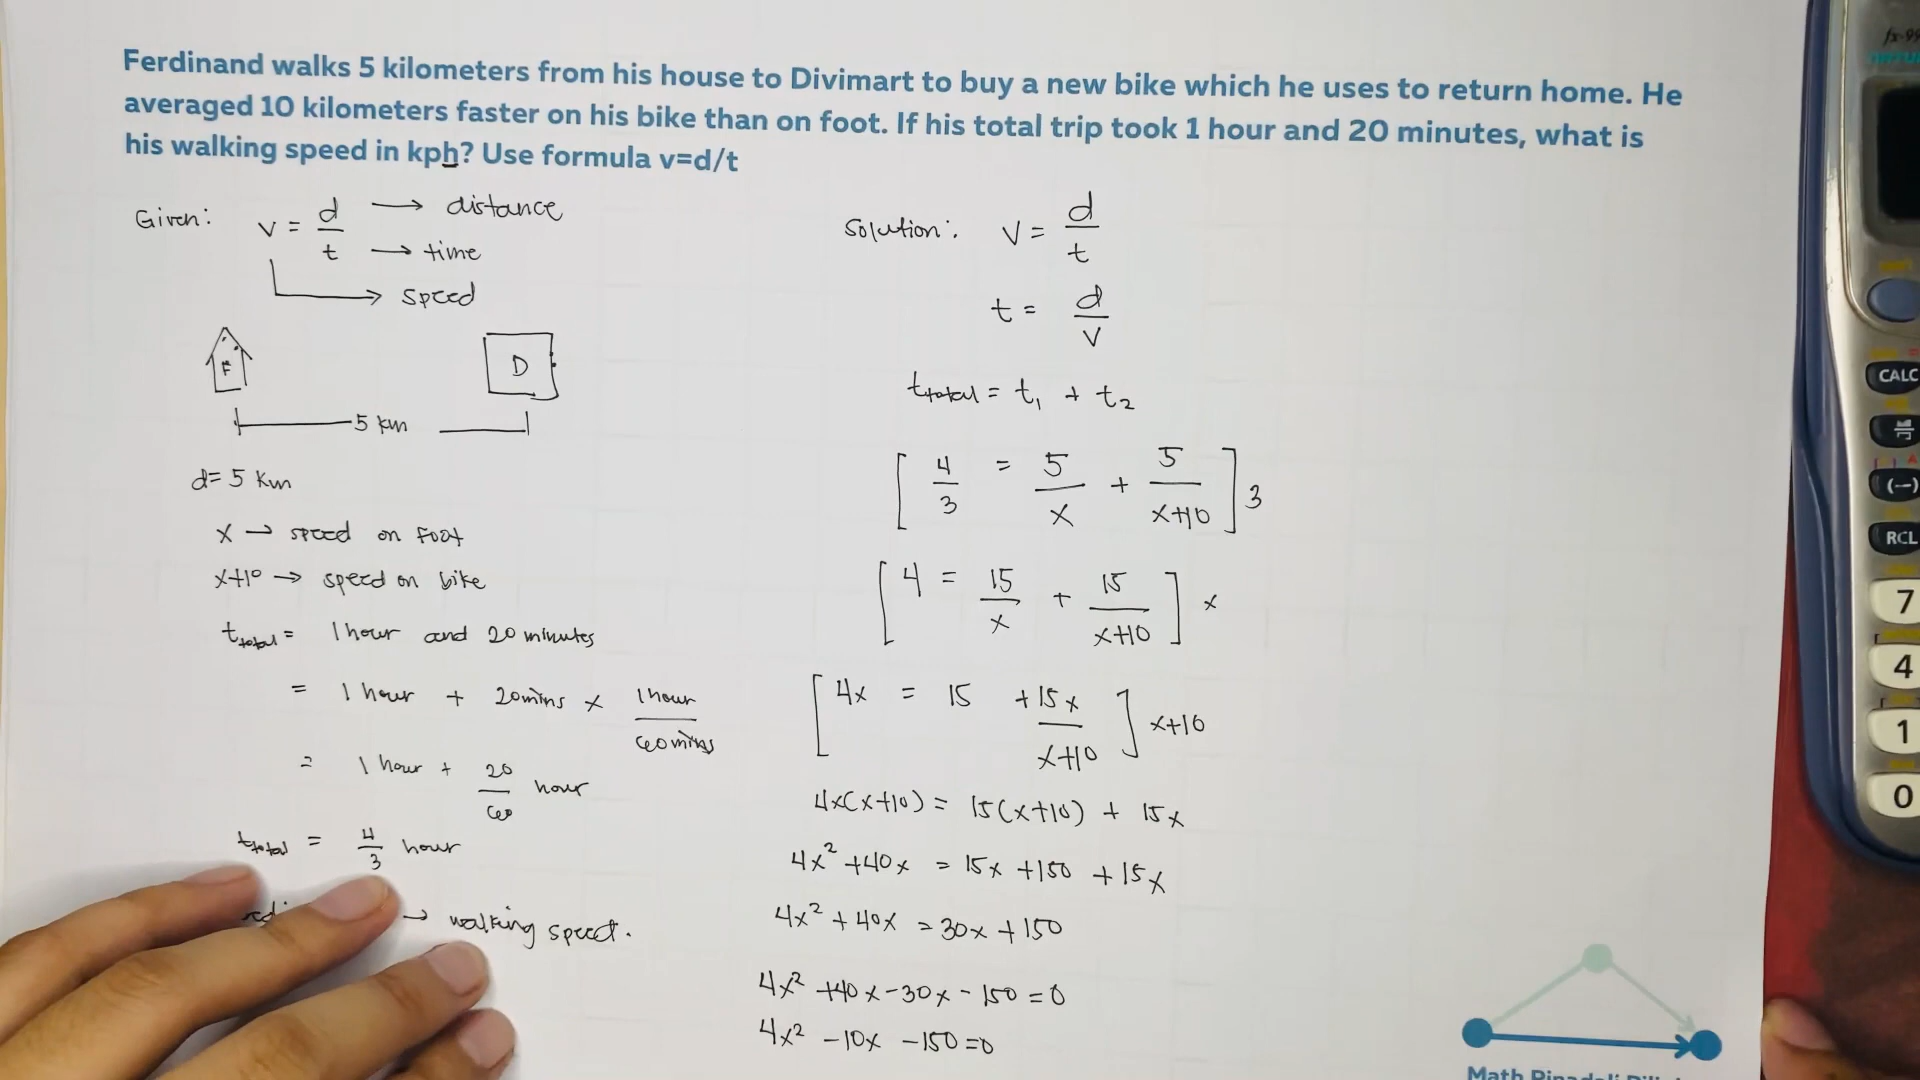 Ferdinand walks 5 kilometers from his house to Divimart to buy a new bike which he uses to return home. He
averaged 10 kilometers faster on his bike than on foot. If his total trip took 1 hour and 20 minutes, what is
his walking speed in kph? Use formula v=d/t
Given: v = d/t → distance
→ time
→ speed
F
D
5 km
d= 5 km
x → speed on foot
x+10 → speed on bike
t total = 1 hour and 20 minutes
= 1 hour + 20mins x 1 hour/60 mins
= 1 hour + 20/60 hour
t total = 4/3 hour
→ walking speed.
Solution: v = d/t
t = d/v
t total = t1 + t2
[ 4/3 = 5/x + 5/x+10 ] 3
[ 4 = 15/x + 15/x+10 ] x
[ 4x = 15 + 15x/x+10 ] x+10
4x(x+10) = 15(x+10) + 15x
4x² + 40x = 15x +150 + 15x
4x² + 40x = 30x + 150
4x² +40x -30x - 150 = 0
4x² - 10x - 150 = 0
fx-99
CALC
(−)
RCL
7
4
1
0